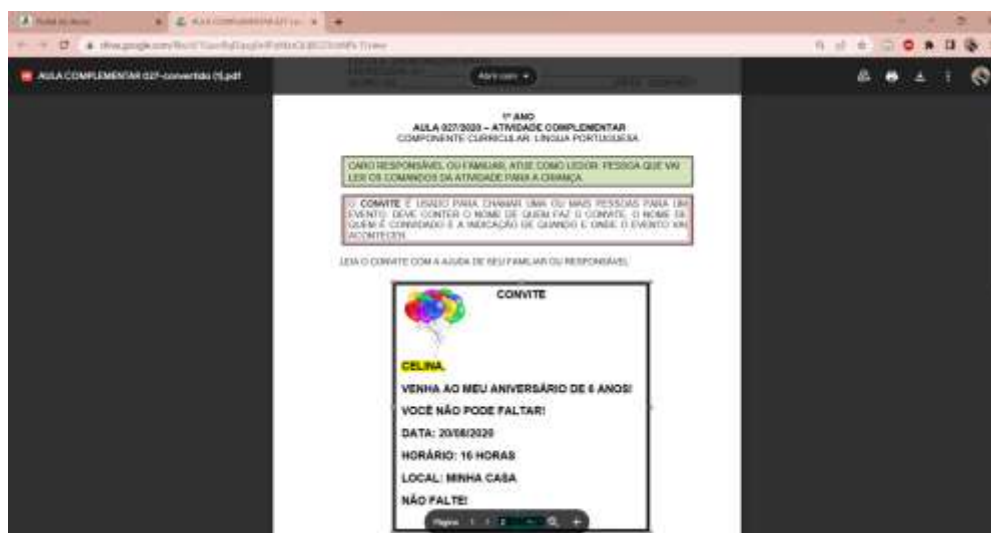 AULA COMPLEMENTAR 027-convertido (1).pdf
Abrir com
1º ANO
AULA 027/2020 – ATIVIDADE COMPLEMENTAR
COMPONENTE CURRICULAR: LÍNGUA PORTUGUESA
CARO RESPONSÁVEL OU FAMILIAR, ATUE COMO LEDOR: PESSOA QUE VAI
LER OS COMANDOS DA ATIVIDADE PARA A CRIANÇA.
O CONVITE É USADO PARA CHAMAR UMA OU MAIS PESSOAS PARA UM
EVENTO. DEVE CONTER O NOME DE QUEM FAZ O CONVITE, O NOME DE
QUEM É CONVIDADO E A INDICAÇÃO DE QUANDO E ONDE O EVENTO VAI
ACONTECER.
LEIA O CONVITE COM A AJUDA DE SEU FAMILIAR OU RESPONSÁVEL
CONVITE
CELINA,
VENHA AO MEU ANIVERSÁRIO DE 6 ANOS!
VOCÊ NÃO PODE FALTAR!
DATA: 20/08/2020
HORÁRIO: 16 HORAS
LOCAL: MINHA CASA
NÃO FALTE!
Página 1 / 2